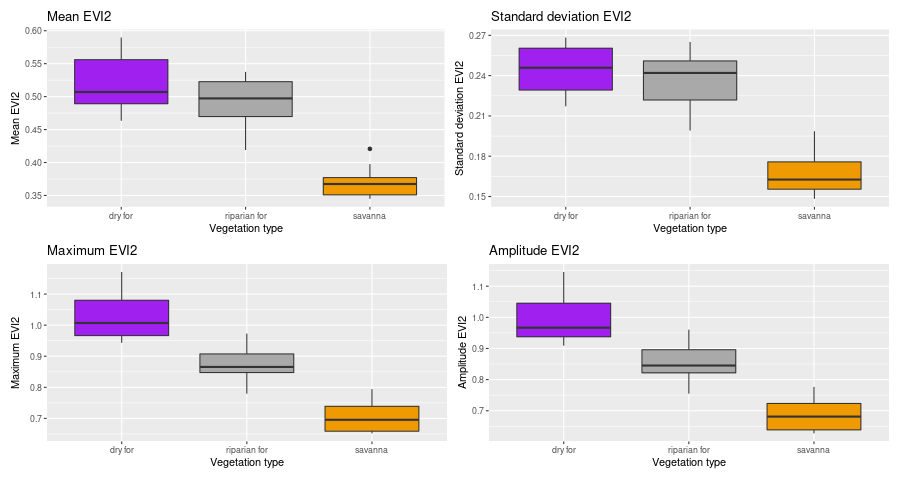 Mean EVI2
Mean EVI2
0.60
0.55
0.50
0.45
0.40
0.35
dry for
riparian for
savanna
Vegetation type
Standard deviation EVI2
Standard deviation EVI2
0.27
0.24
0.21
0.18
0.15
dry for
riparian for
savanna
Vegetation type
Maximum EVI2
Maximum EVI2
1.1
1.0
0.9
0.8
0.7
dry for
riparian for
savanna
Vegetation type
Amplitude EVI2
Amplitude EVI2
1.1
1.0
0.9
0.8
0.7
dry for
riparian for
savanna
Vegetation type